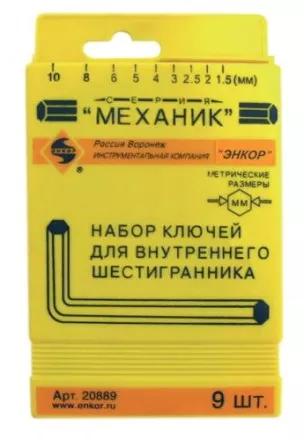 10 8 6 5 4 3 2.5 2 1.5 (мм)
СЕРИЯ
"МЕХАНИК"
Россия Воронеж
ИНСТРУМЕНТАЛЬНАЯ КОМПАНИЯ "ЭНКОР"
®
МЕТРИЧЕСКИЕ
РАЗМЕРЫ
ММ
НАБОР КЛЮЧЕЙ
ДЛЯ ВНУТРЕННЕГО
ШЕСТИГРАННИКА
Арт. 20889
www.enkor.ru
9 шт.